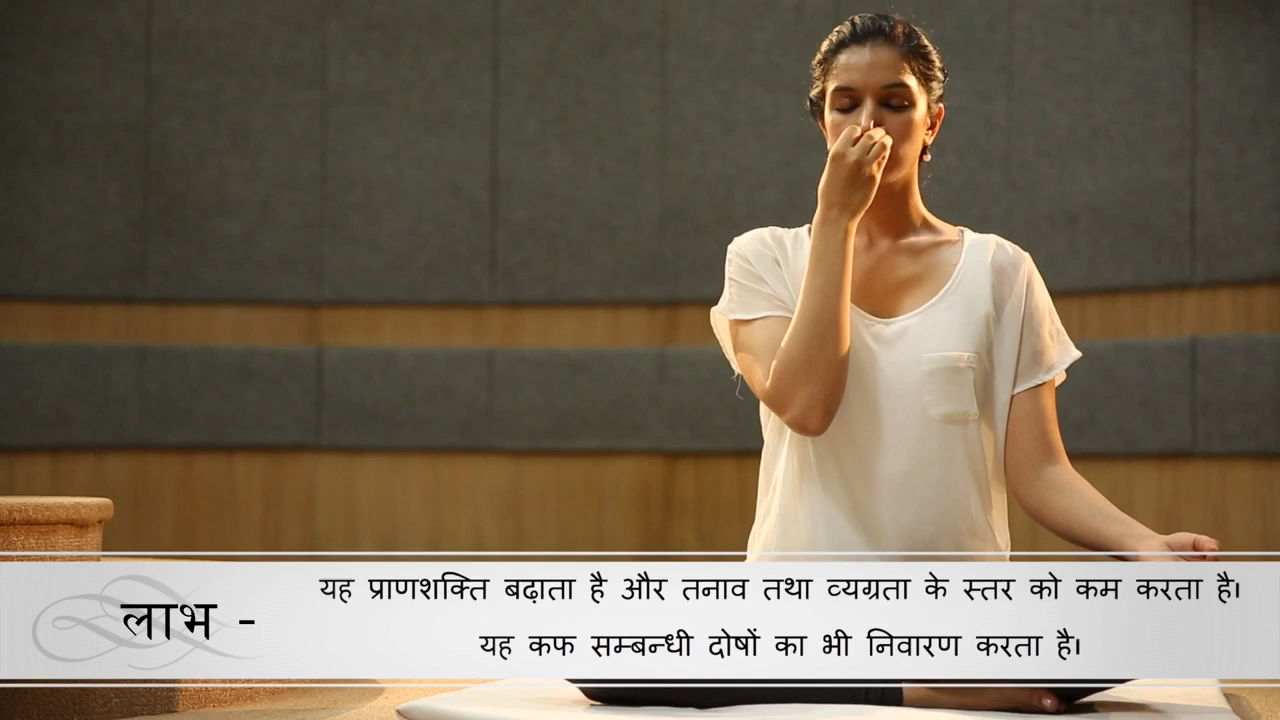 लाभ -
यह प्राणशक्ति बढ़ाता है और तनाव तथा व्यग्रता के स्तर को कम करता है।
यह कफ सम्बन्धी दोषों का भी निवारण करता है।